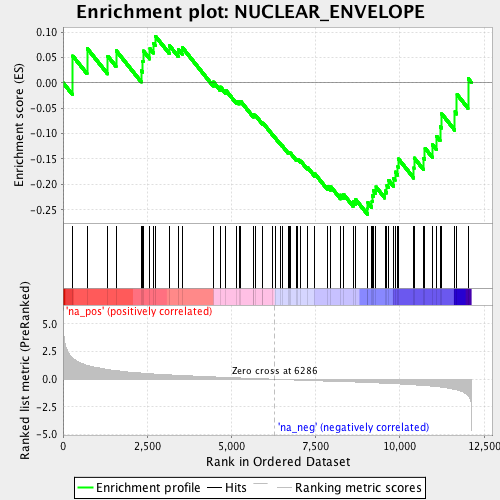 Enrichment plot: NUCLEAR_ENVELOPE
Enrichment score (ES)
0.10
0.05
0.00
-0.05
-0.10
-0.15
-0.20
-0.25
'na_pos' (positively correlated)
Ranked list metric (PreRanked)
5.0
2.5
0.0
-2.5
-5.0
Zero cross at 6286
'na_neg' (negatively correlated)
0
2,500
5,000
7,500
10,000
12,500
Rank in Ordered Dataset
Enrichment profile
Hits
Ranking metric scores